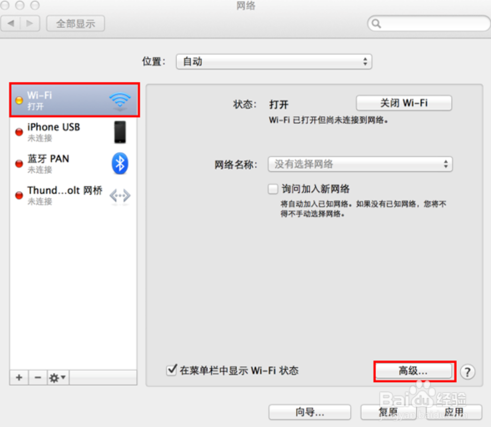 网络
全部显示
位置： 自动
Wi-Fi
打开
iPhone USB
未连接
蓝牙 PAN
未连接
Thund...olt 网桥
未连接
状态： 打开 关闭 Wi-Fi
Wi-Fi 已打开但尚未连接到网络。
网络名称： 没有选择网络
询问加入新网络
将自动加入已知网络。如果没有已知网络，您将不
得不手动选择网络。
在菜单栏中显示 Wi-Fi 状态 高级... ?
Baidu 经验
向导... 复原 应用